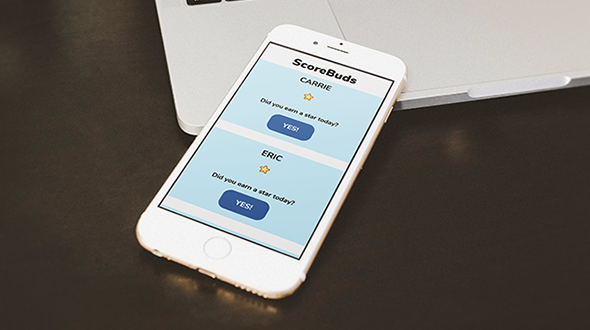 ScoreBuds
CARRIE
Did you earn a star today?
YES!
ERIC
Did you earn a star today?
YES!